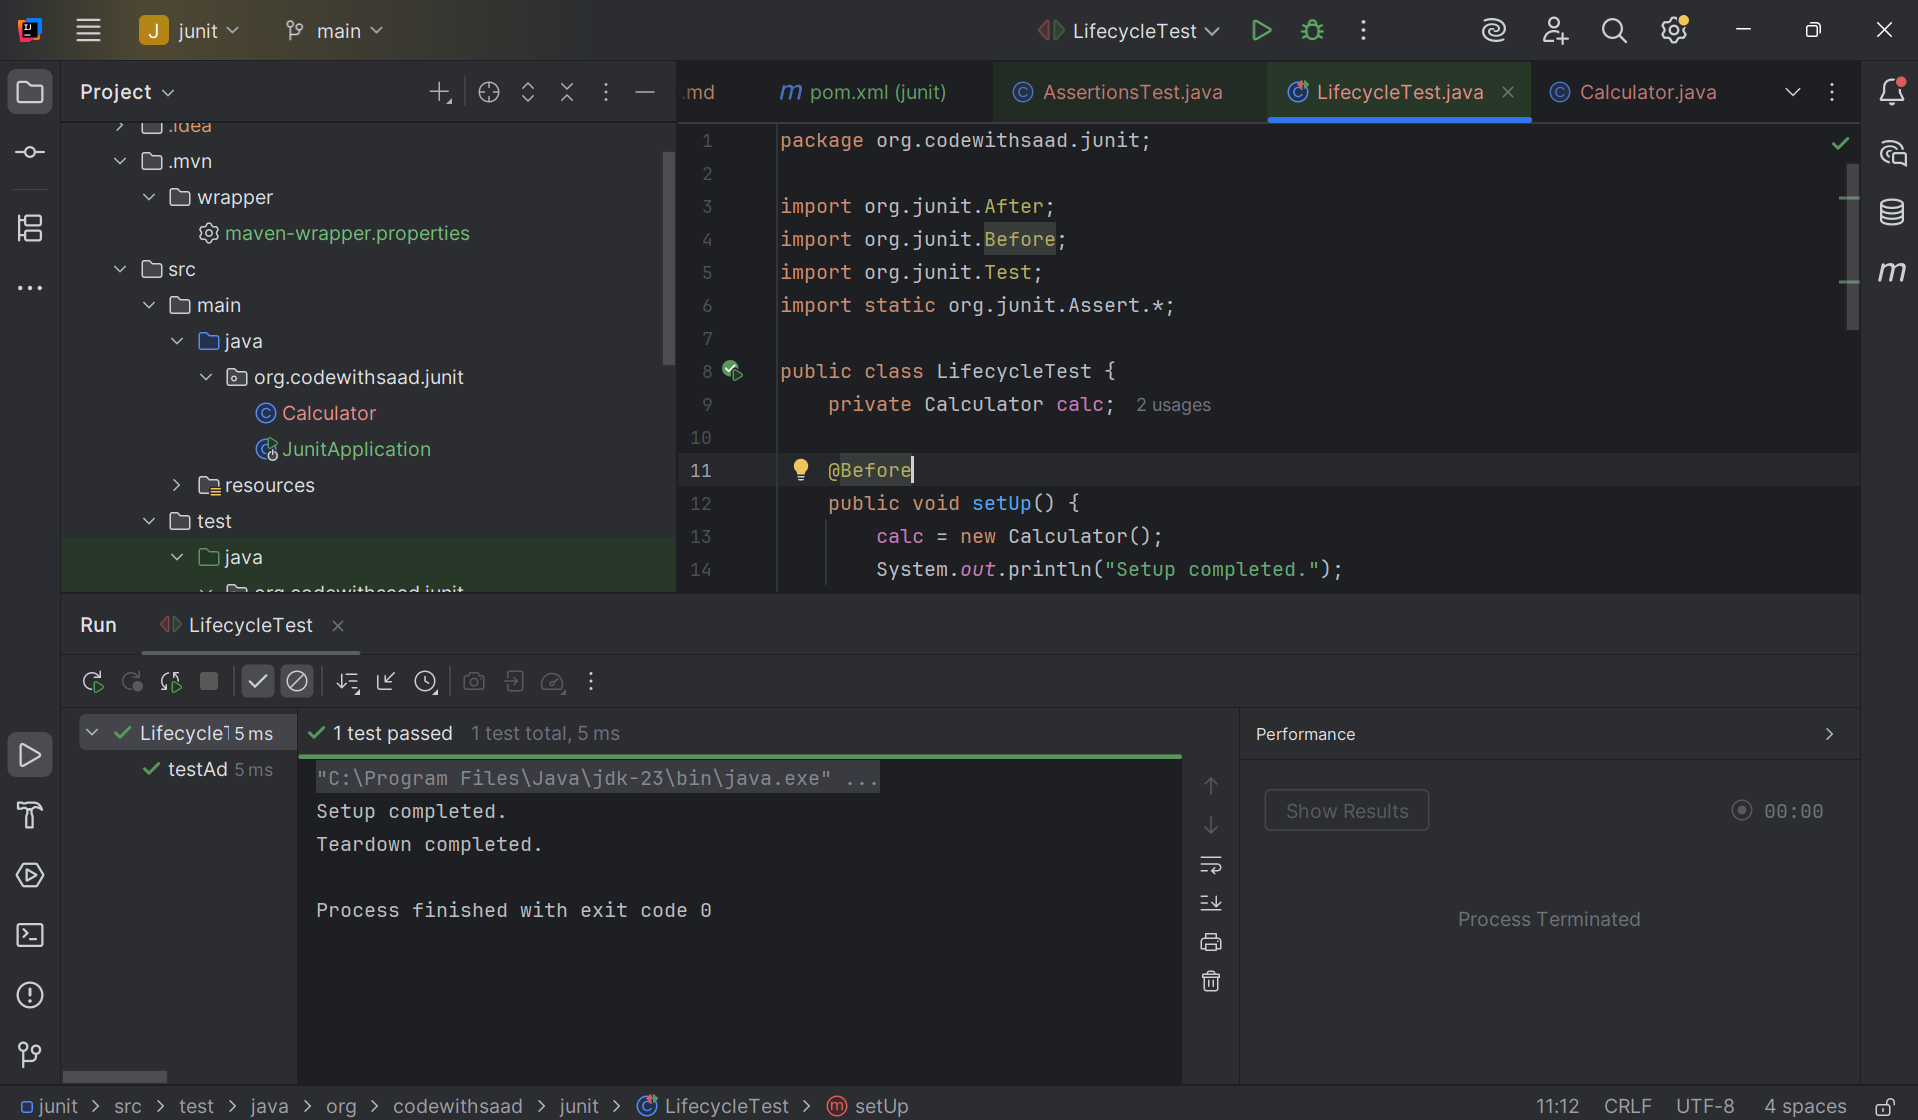 J junit main LifecycleTest
Project
.idea
.mvn
wrapper
maven-wrapper.properties
src
main
java
org.codewithsaad.junit
Calculator
JunitApplication
resources
test
java
org.codewithsaad.junit
.md m pom.xml (junit) AssertionsTest.java LifecycleTest.java Calculator.java
1 package org.codewithsaad.junit;
2
3 import org.junit.After;
4 import org.junit.Before;
5 import org.junit.Test;
6 import static org.junit.Assert.*;
7
8 public class LifecycleTest {
9 private Calculator calc; 2 usages
10
11 @Before
12 public void setUp() {
13 calc = new Calculator();
14 System.out.println("Setup completed.");
Run LifecycleTest
LifecycleT 5 ms
testAd 5 ms
1 test passed 1 test total, 5 ms
"C:\Program Files\Java\jdk-23\bin\java.exe" ...
Setup completed.
Teardown completed.
Process finished with exit code 0
Performance
Show Results 00:00
Process Terminated
junit > src > test > java > org > codewithsaad > junit > LifecycleTest > m setUp
11:12 CRLF UTF-8 4 spaces